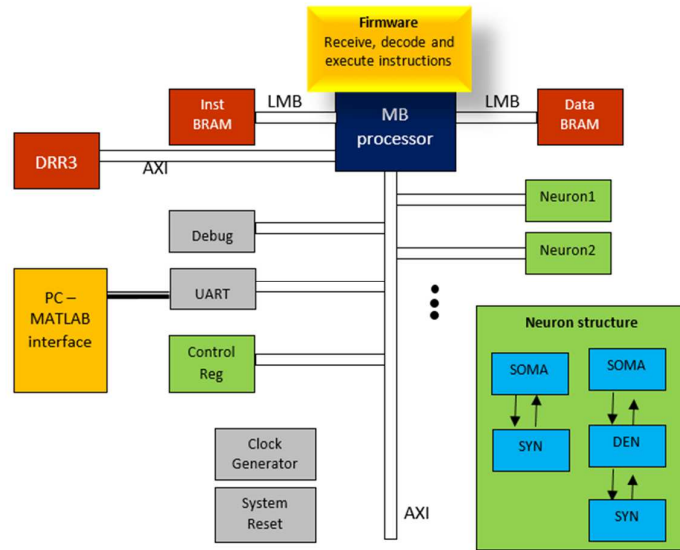 Firmware
Receive, decode and
execute instructions
Inst
BRAM
LMB
MB
processor
LMB
Data
BRAM
DRR3
AXI
Neuron1
Debug
Neuron2
PC –
MATLAB
interface
UART
Control
Reg
Neuron structure
SOMA
SYN
SOMA
DEN
SYN
Clock
Generator
System
Reset
AXI